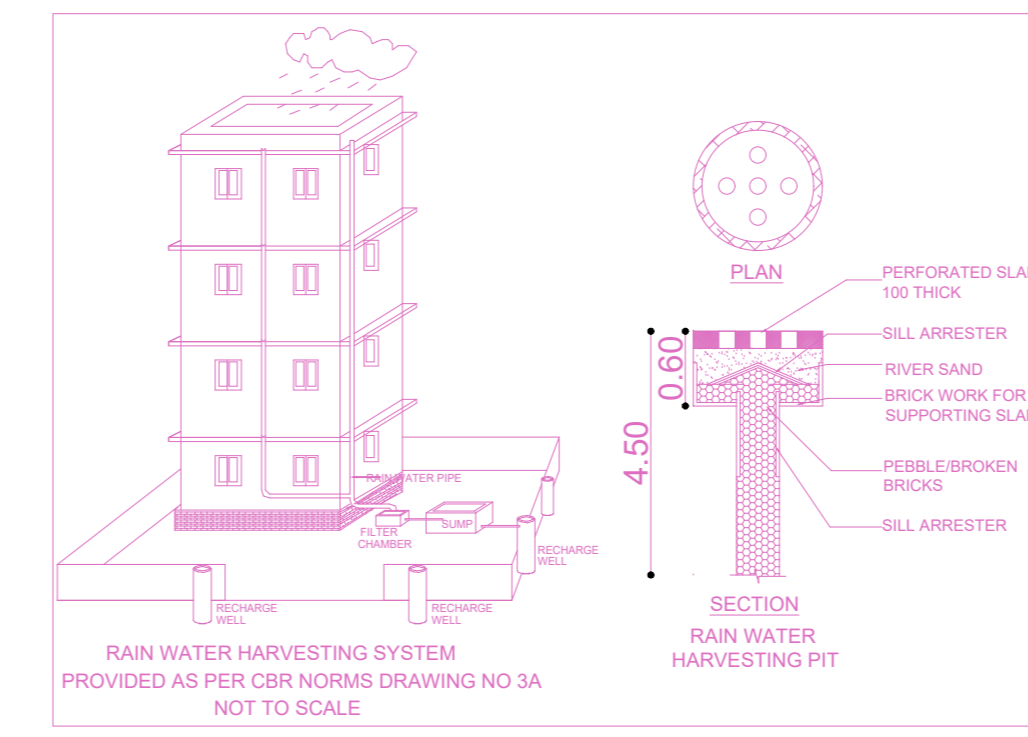 RAIN WATER PIPE
FILTER
CHAMBER
SUMP
RECHARGE
WELL
RECHARGE
WELL
RECHARGE
WELL
RAIN WATER HARVESTING SYSTEM
PROVIDED AS PER CBR NORMS DRAWING NO 3A
NOT TO SCALE
PLAN
PERFORATED SLA
100 THICK
SILL ARRESTER
RIVER SAND
BRICK WORK FOR
SUPPORTING SLA
PEBBLE/BROKEN
BRICKS
SILL ARRESTER
0.60
4.50
SECTION
RAIN WATER
HARVESTING PIT